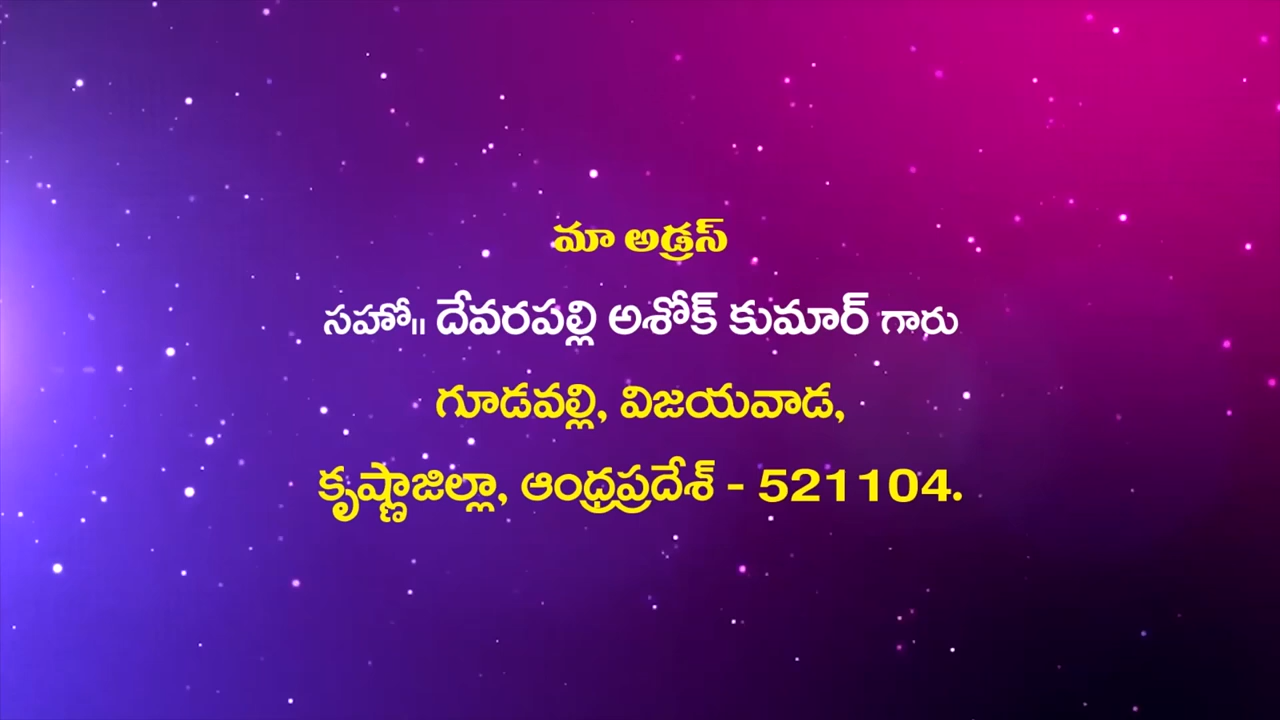 మా అడ్రస్
సహో॥ దేవరపల్లి అశోక్ కుమార్ గారు
గూడవల్లి, విజయవాడ,
కృష్ణాజిల్లా, ఆంధ్రప్రదేశ్ - 521104.